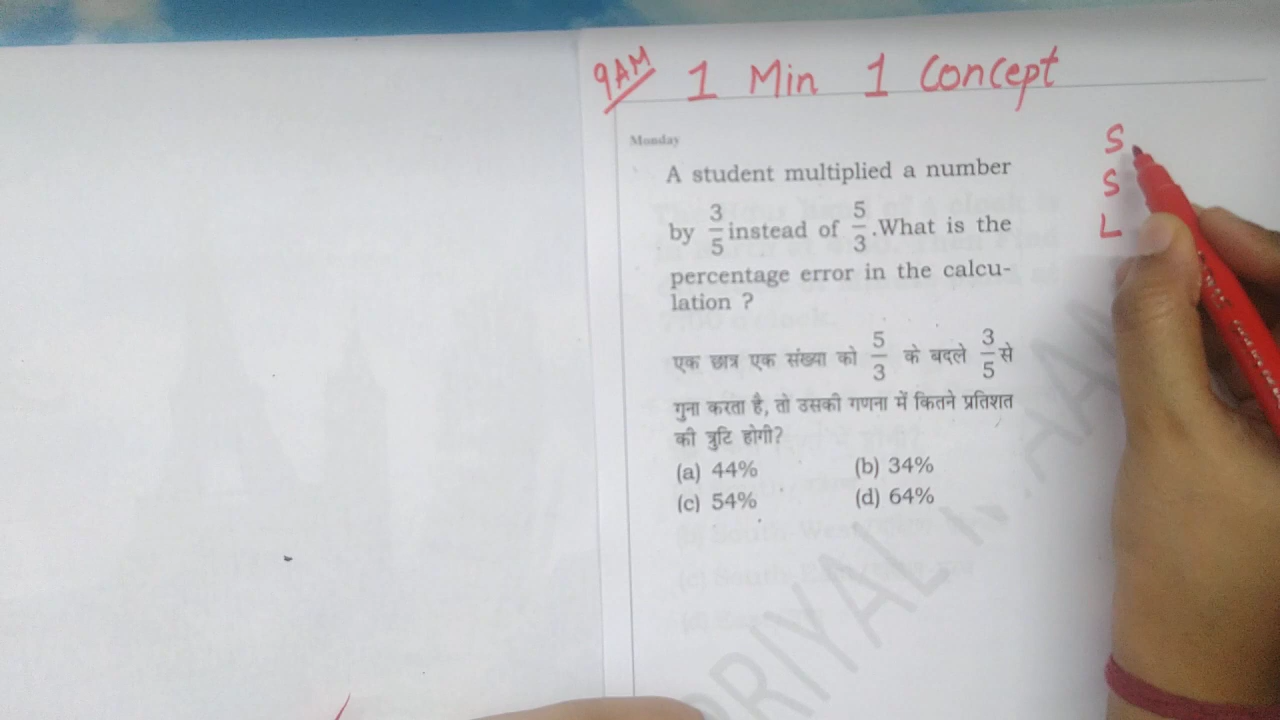 9AM 1 Min 1 Concept
Monday
A student multiplied a number
by 3/5 instead of 5/3 .What is the
percentage error in the calcu-
lation ?
एक छात्र एक संख्या को 5/3 के बदले 3/5 से
गुना करता है, तो उसकी गणना में कितने प्रतिशत
की त्रुटि होगी?
(a) 44% (b) 34%
(c) 54% (d) 64%
S
S
L
PRIYAL